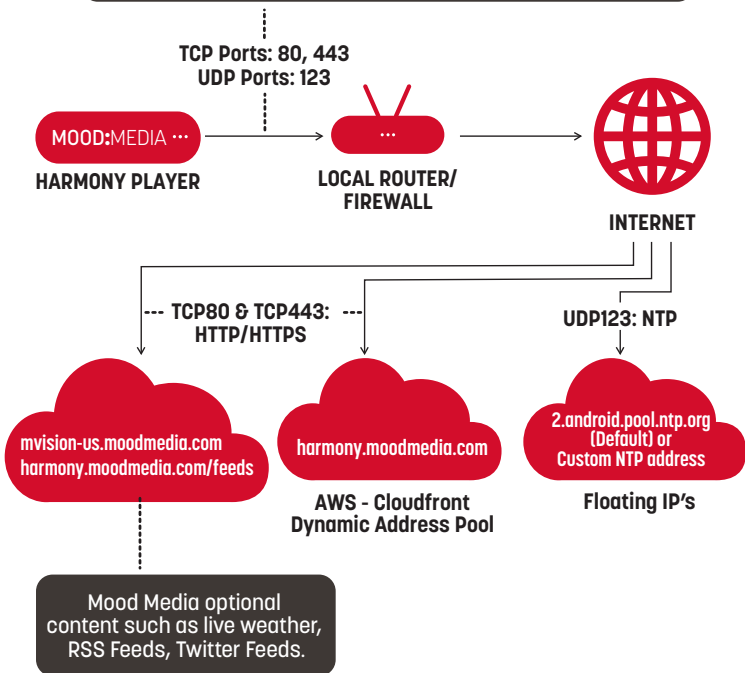 TCP Ports: 80, 443
UDP Ports: 123
MOOD:MEDIA ...
...
HARMONY PLAYER
LOCAL ROUTER/
FIREWALL
INTERNET
TCP80 & TCP443:
HTTP/HTTPS
UDP123: NTP
mvision-us.moodmedia.com
harmony.moodmedia.com/feeds
harmony.moodmedia.com
2.android.pool.ntp.org
(Default) or
Custom NTP address
AWS - Cloudfront
Dynamic Address Pool
Floating IP's
Mood Media optional
content such as live weather,
RSS Feeds, Twitter Feeds.